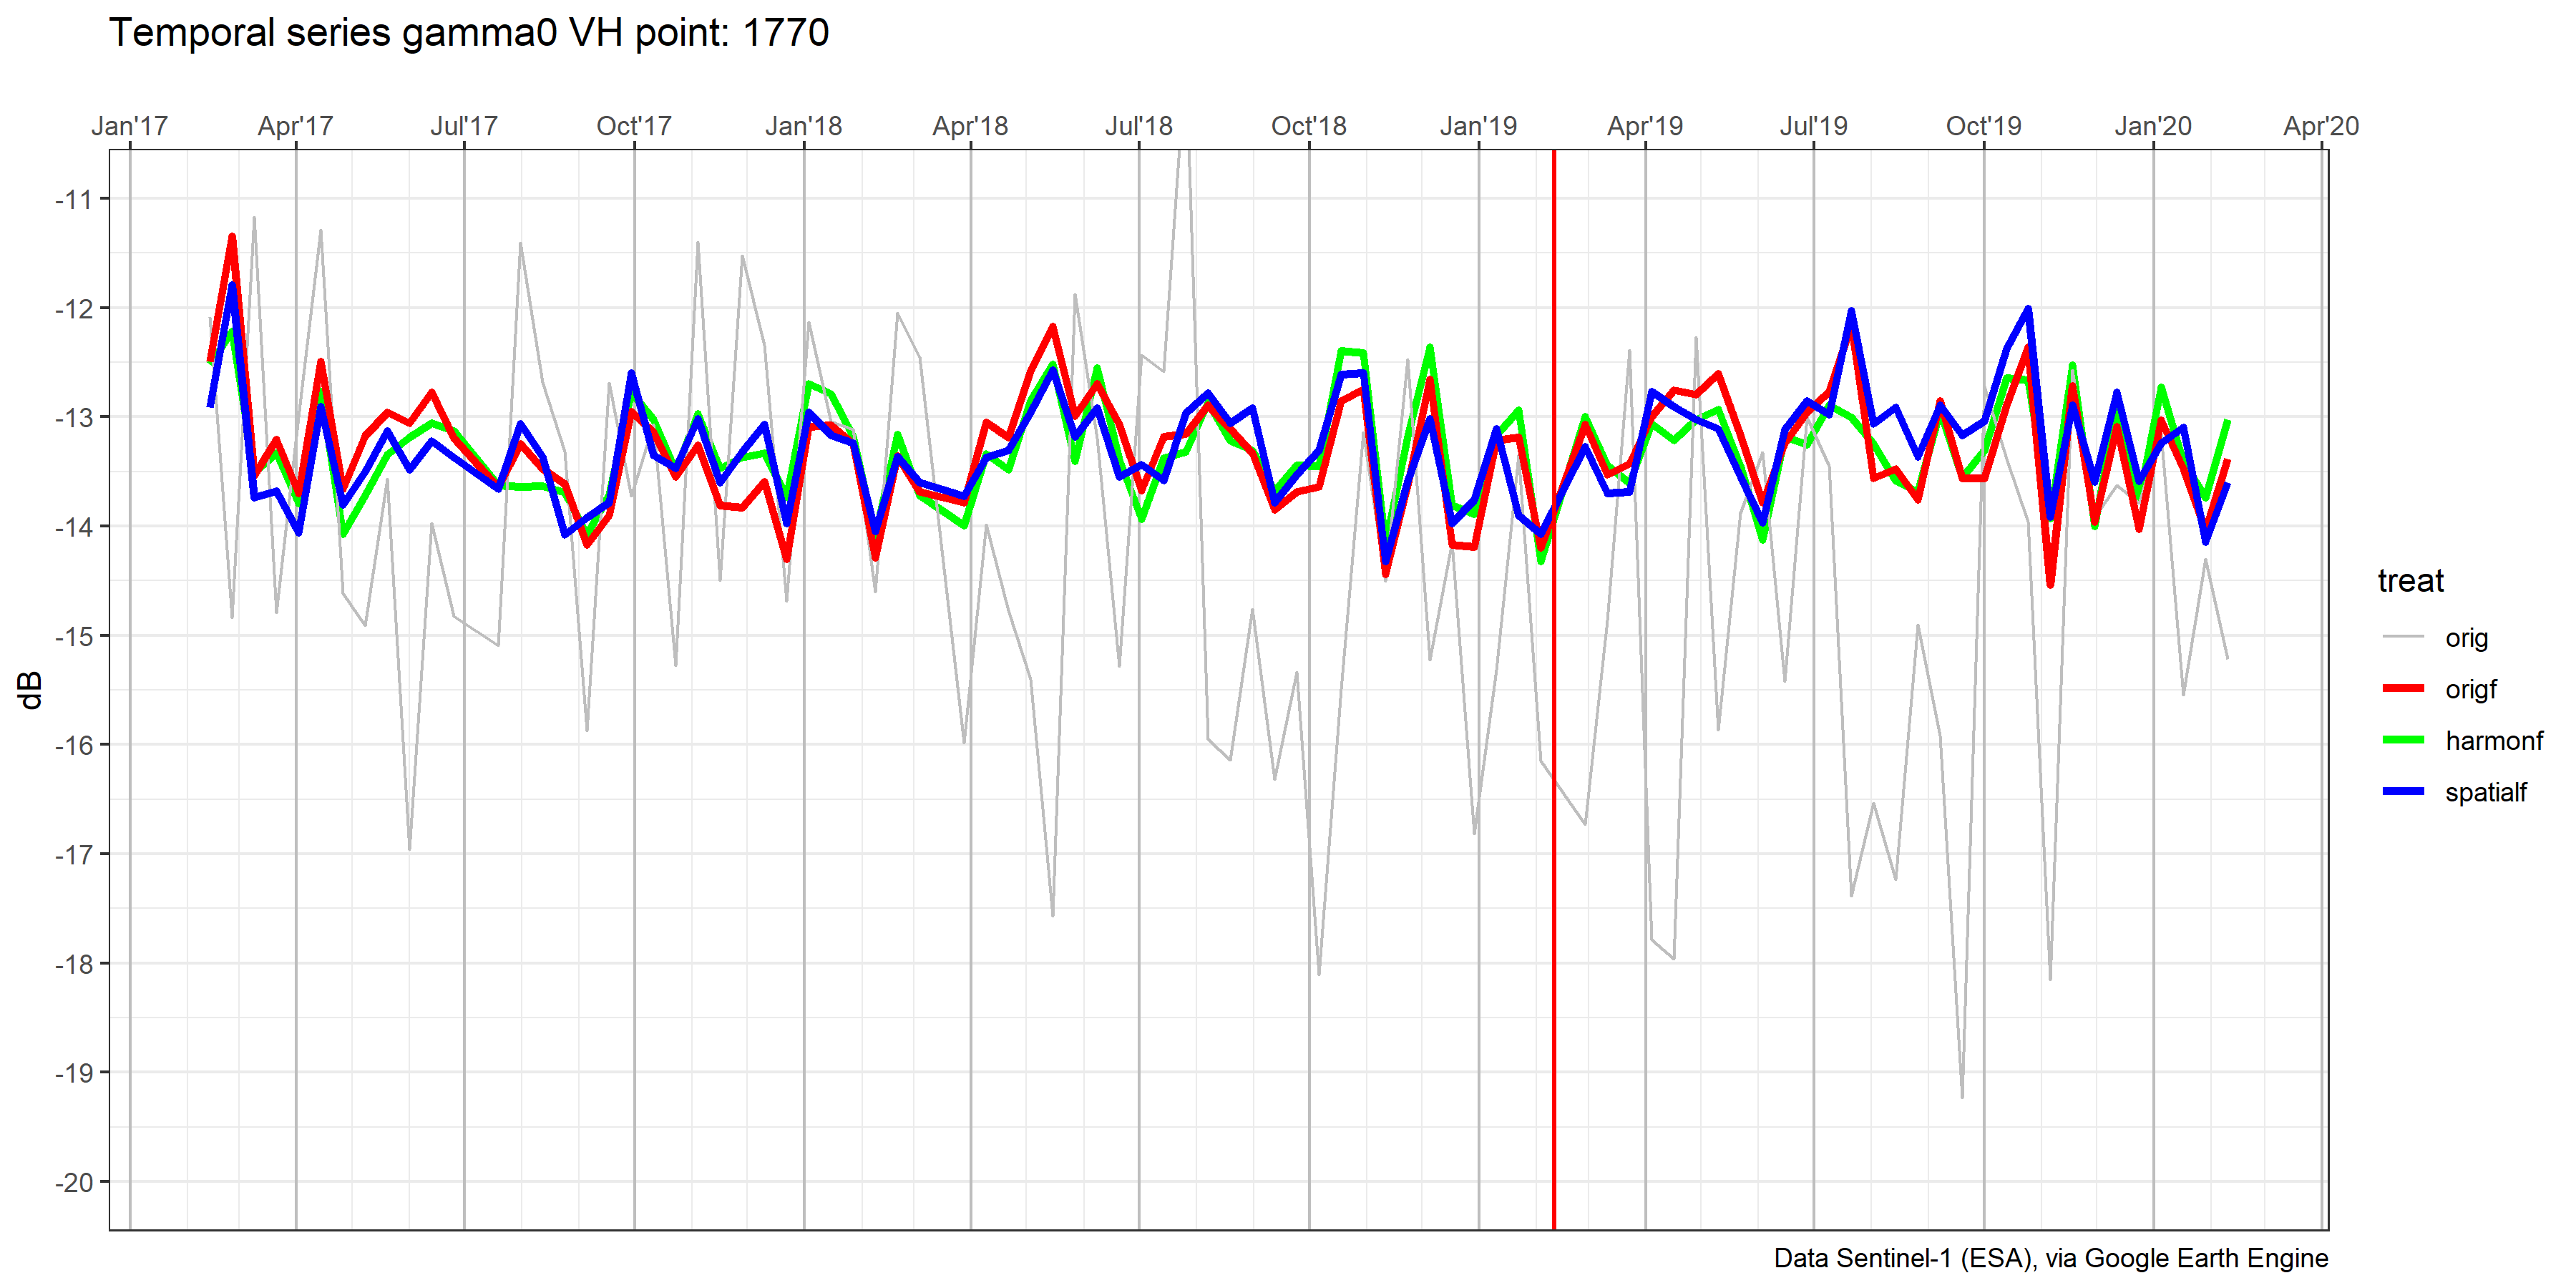 Temporal series gamma0 VH point: 1770
Jan'17 Apr'17 Jul'17 Oct'17 Jan'18 Apr'18 Jul'18 Oct'18 Jan'19 Apr'19 Jul'19 Oct'19 Jan'20 Apr'20
-11
-12
-13
-14
-15
-16
-17
-18
-19
-20
dB
treat
orig
origf
harmonf
spatialf
Data Sentinel-1 (ESA), via Google Earth Engine